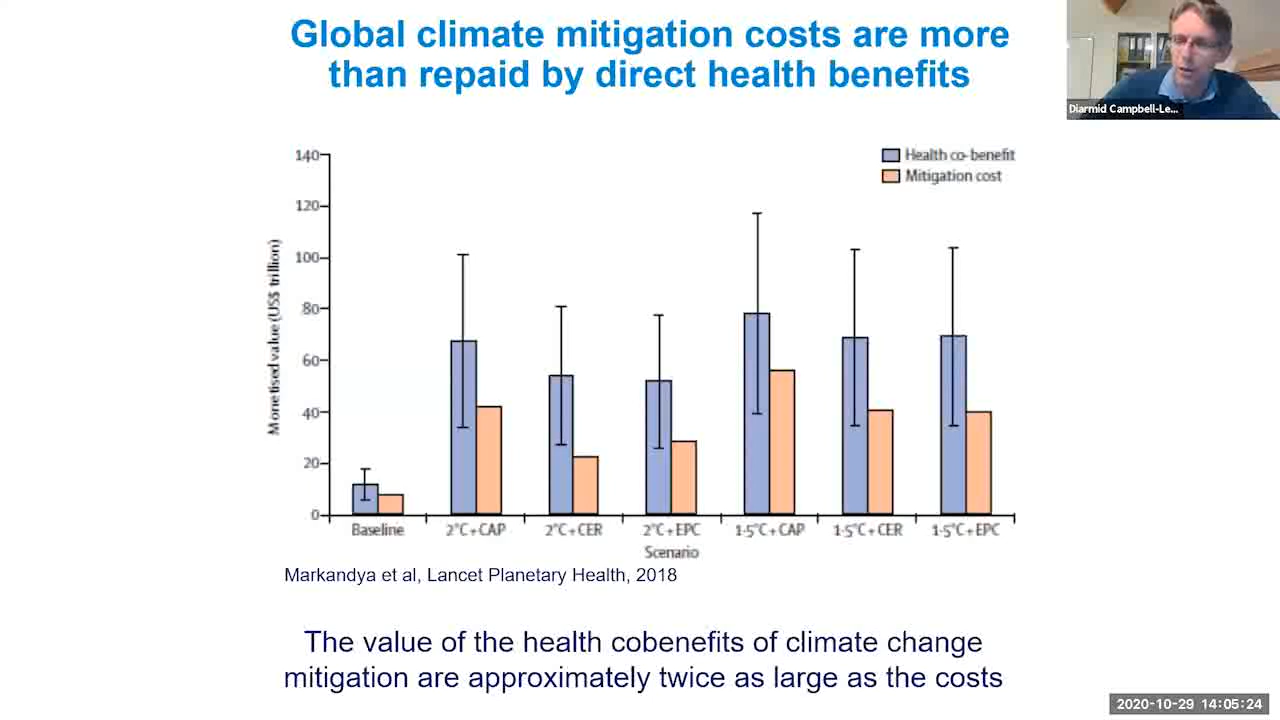 Global climate mitigation costs are more
than repaid by direct health benefits
Diarmid Campbell-Le...
Health co-benefit
Mitigation cost
Monetised value (US$ trillion)
140
120
100
80
60
40
20
0
Baseline
2°C+CAP
2°C+CER
2°C+EPC
1·5°C+CAP
1·5°C+CER
1·5°C+EPC
Scenario
Markandya et al, Lancet Planetary Health, 2018
The value of the health cobenefits of climate change
mitigation are approximately twice as large as the costs
2020-10-29 14:05:24